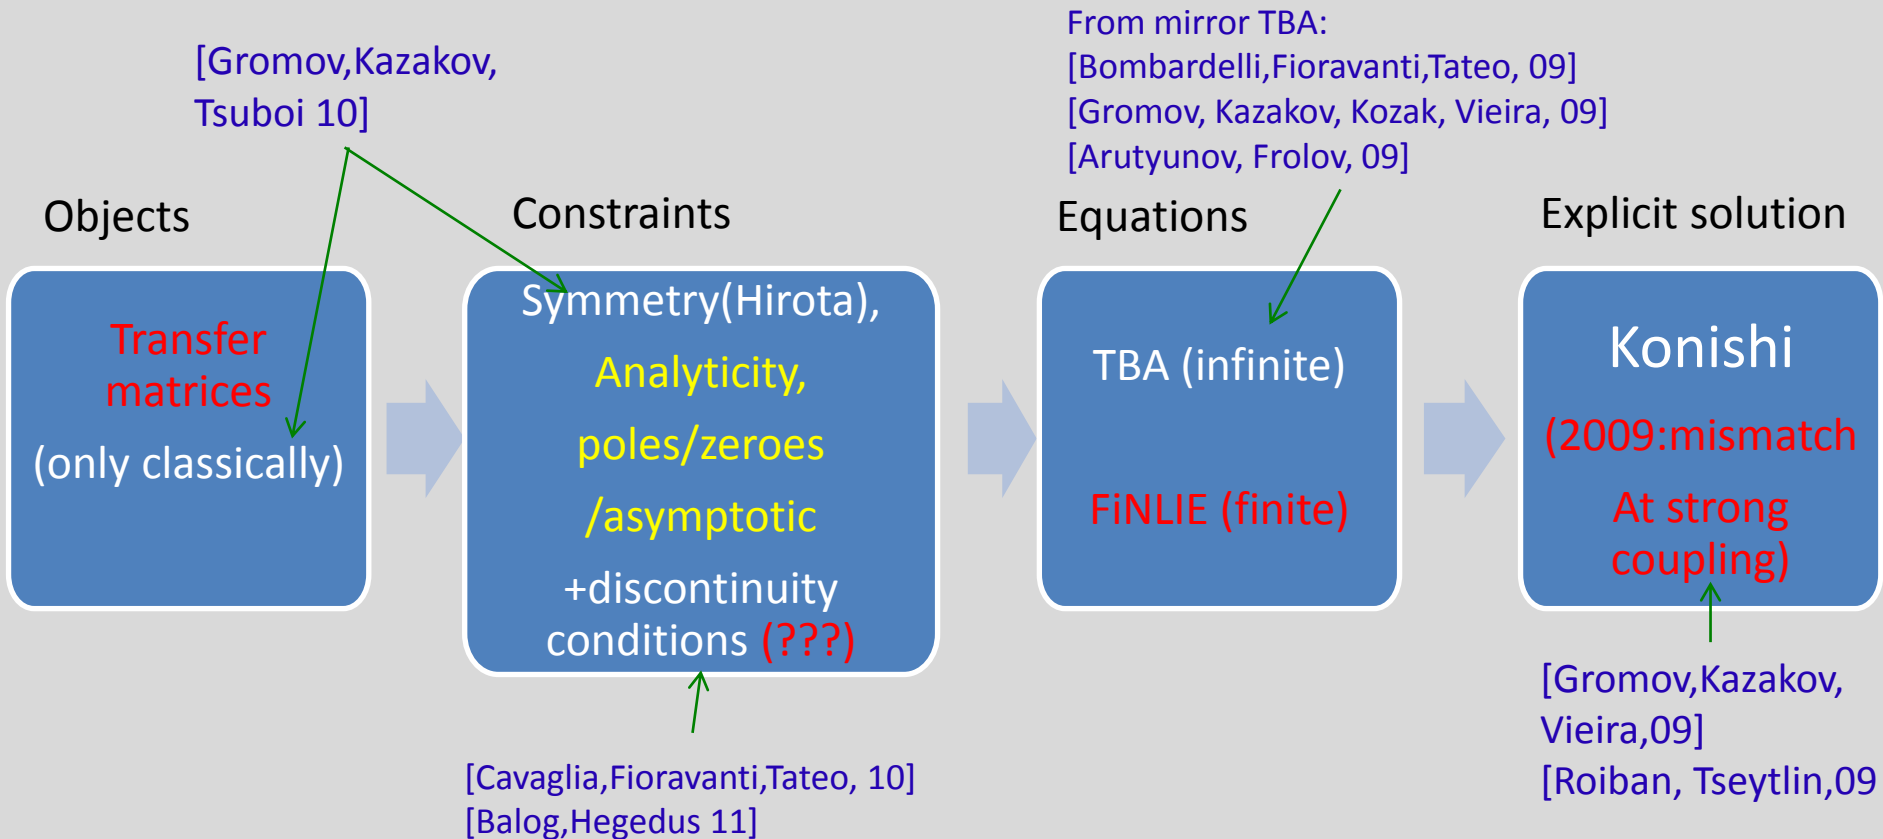 [Gromov,Kazakov,
Tsuboi 10]
From mirror TBA:
[Bombardelli,Fioravanti,Tateo, 09]
[Gromov, Kazakov, Kozak, Vieira, 09]
[Arutyunov, Frolov, 09]
Objects
Transfer
matrices
(only classically)
Constraints
Symmetry(Hirota),
Analyticity,
poles/zeroes
/asymptotic
+discontinuity
conditions (???)
Equations
TBA (infinite)
FiNLIE (finite)
Explicit solution
Konishi
(2009:mismatch
At strong
coupling)
[Cavaglia,Fioravanti,Tateo, 10]
[Balog,Hegedus 11]
[Gromov,Kazakov,
Vieira,09]
[Roiban, Tseytlin,09